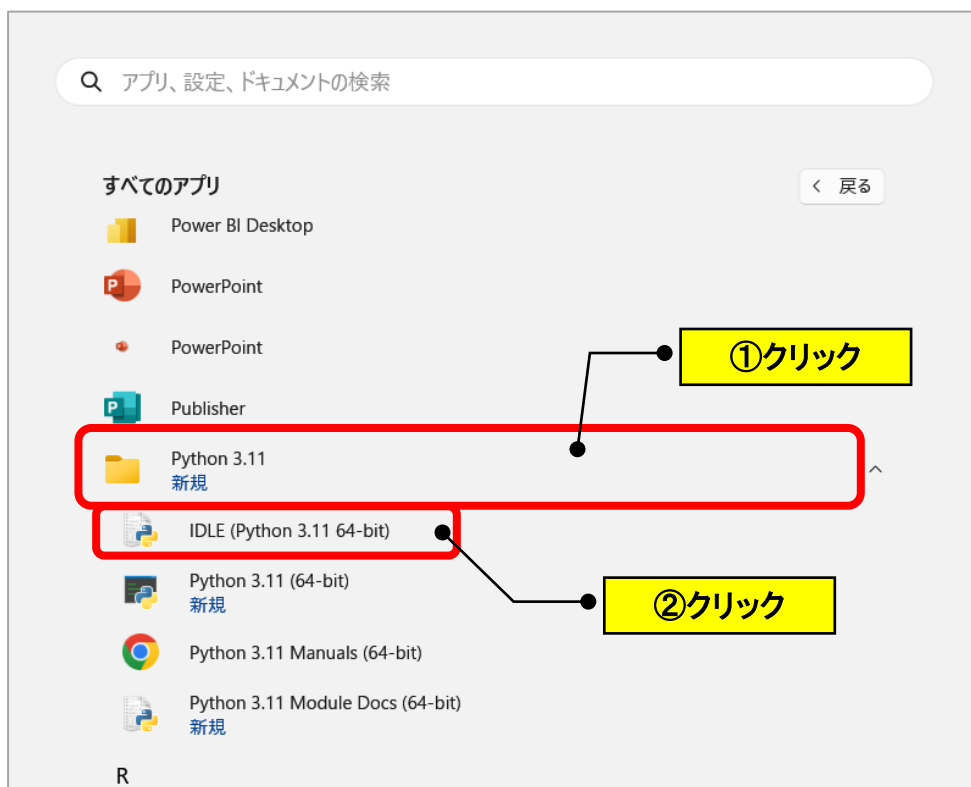 アプリ、設定、ドキュメントの検索
すべてのアプリ
戻る
Power BI Desktop
PowerPoint
PowerPoint
①クリック
Publisher
Python 3.11
新規
IDLE (Python 3.11 64-bit)
Python 3.11 (64-bit)
新規
②クリック
Python 3.11 Manuals (64-bit)
Python 3.11 Module Docs (64-bit)
新規
R